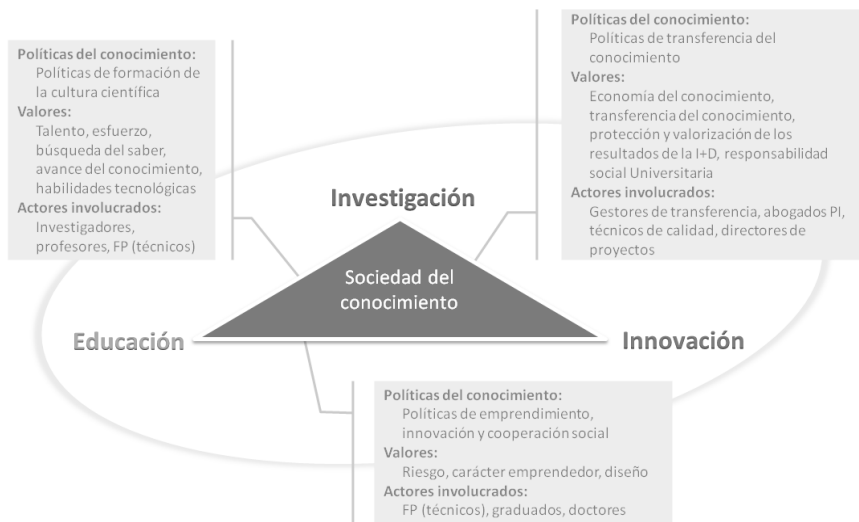 Políticas del conocimiento:
Políticas de formación de
la cultura científica
Valores:
Talento, esfuerzo,
búsqueda del saber,
avance del conocimiento,
habilidades tecnológicas
Actores involucrados:
Investigadores,
profesores, FP (técnicos)
Políticas del conocimiento:
Políticas de transferencia del
conocimiento
Valores:
Economía del conocimiento,
transferencia del conocimiento,
protección y valorización de los
resultados de la I+D, responsabilidad
social Universitaria
Actores involucrados:
Gestores de transferencia, abogados PI,
técnicos de calidad, directores de
proyectos
Investigación
Sociedad del
conocimiento
Educación
Innovación
Políticas del conocimiento:
Políticas de emprendimiento,
innovación y cooperación social
Valores:
Riesgo, carácter emprendedor, diseño
Actores involucrados:
FP (técnicos), graduados, doctores